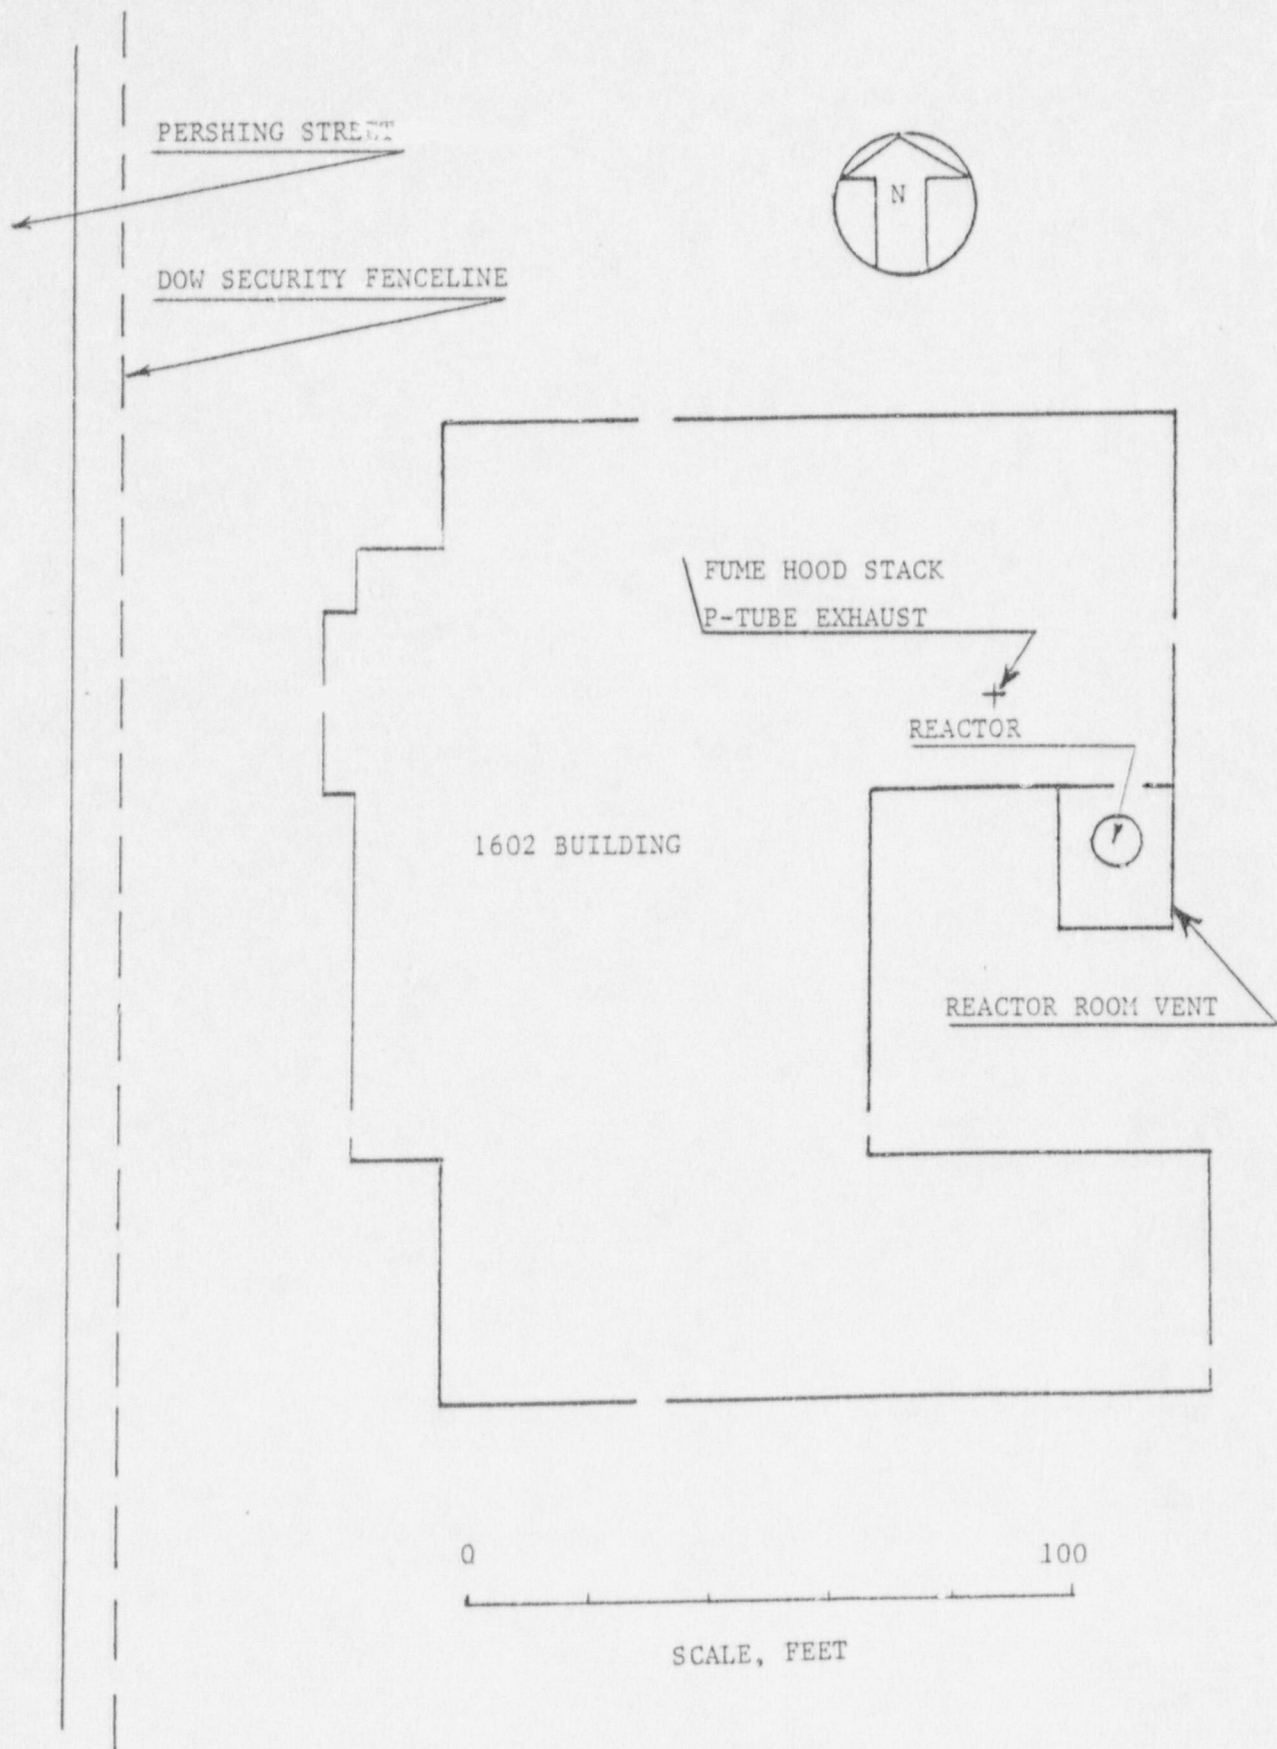 PERSHING STREET
N
DOW SECURITY FENCELINE
FUME HOOD STACK
P-TUBE EXHAUST
REACTOR
1602 BUILDING
REACTOR ROOM VENT
0 100
SCALE, FEET